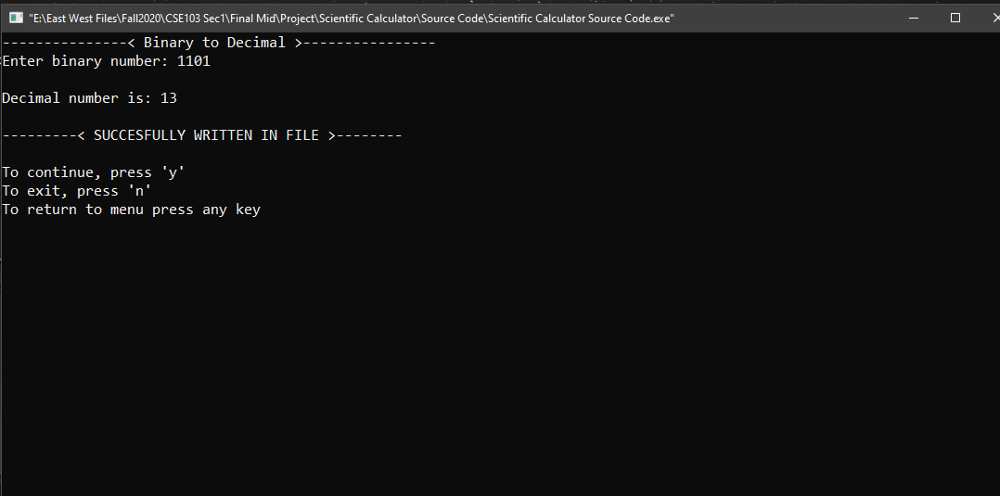 "E:\East West Files\Fall2020\CSE103 Sec1\Final Mid\Project\Scientific Calculator\Source Code\Scientific Calculator Source Code.exe"
---------------< Binary to Decimal >----------------
Enter binary number: 1101
Decimal number is: 13
---------< SUCCESFULLY WRITTEN IN FILE >--------
To continue, press 'y'
To exit, press 'n'
To return to menu press any key